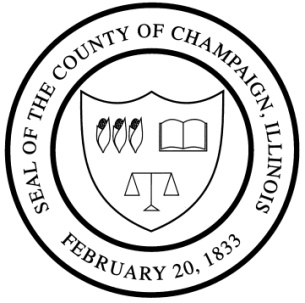 SEAL OF THE COUNTY OF CHAMPAIGN, ILLINOIS
FEBRUARY 20, 1833